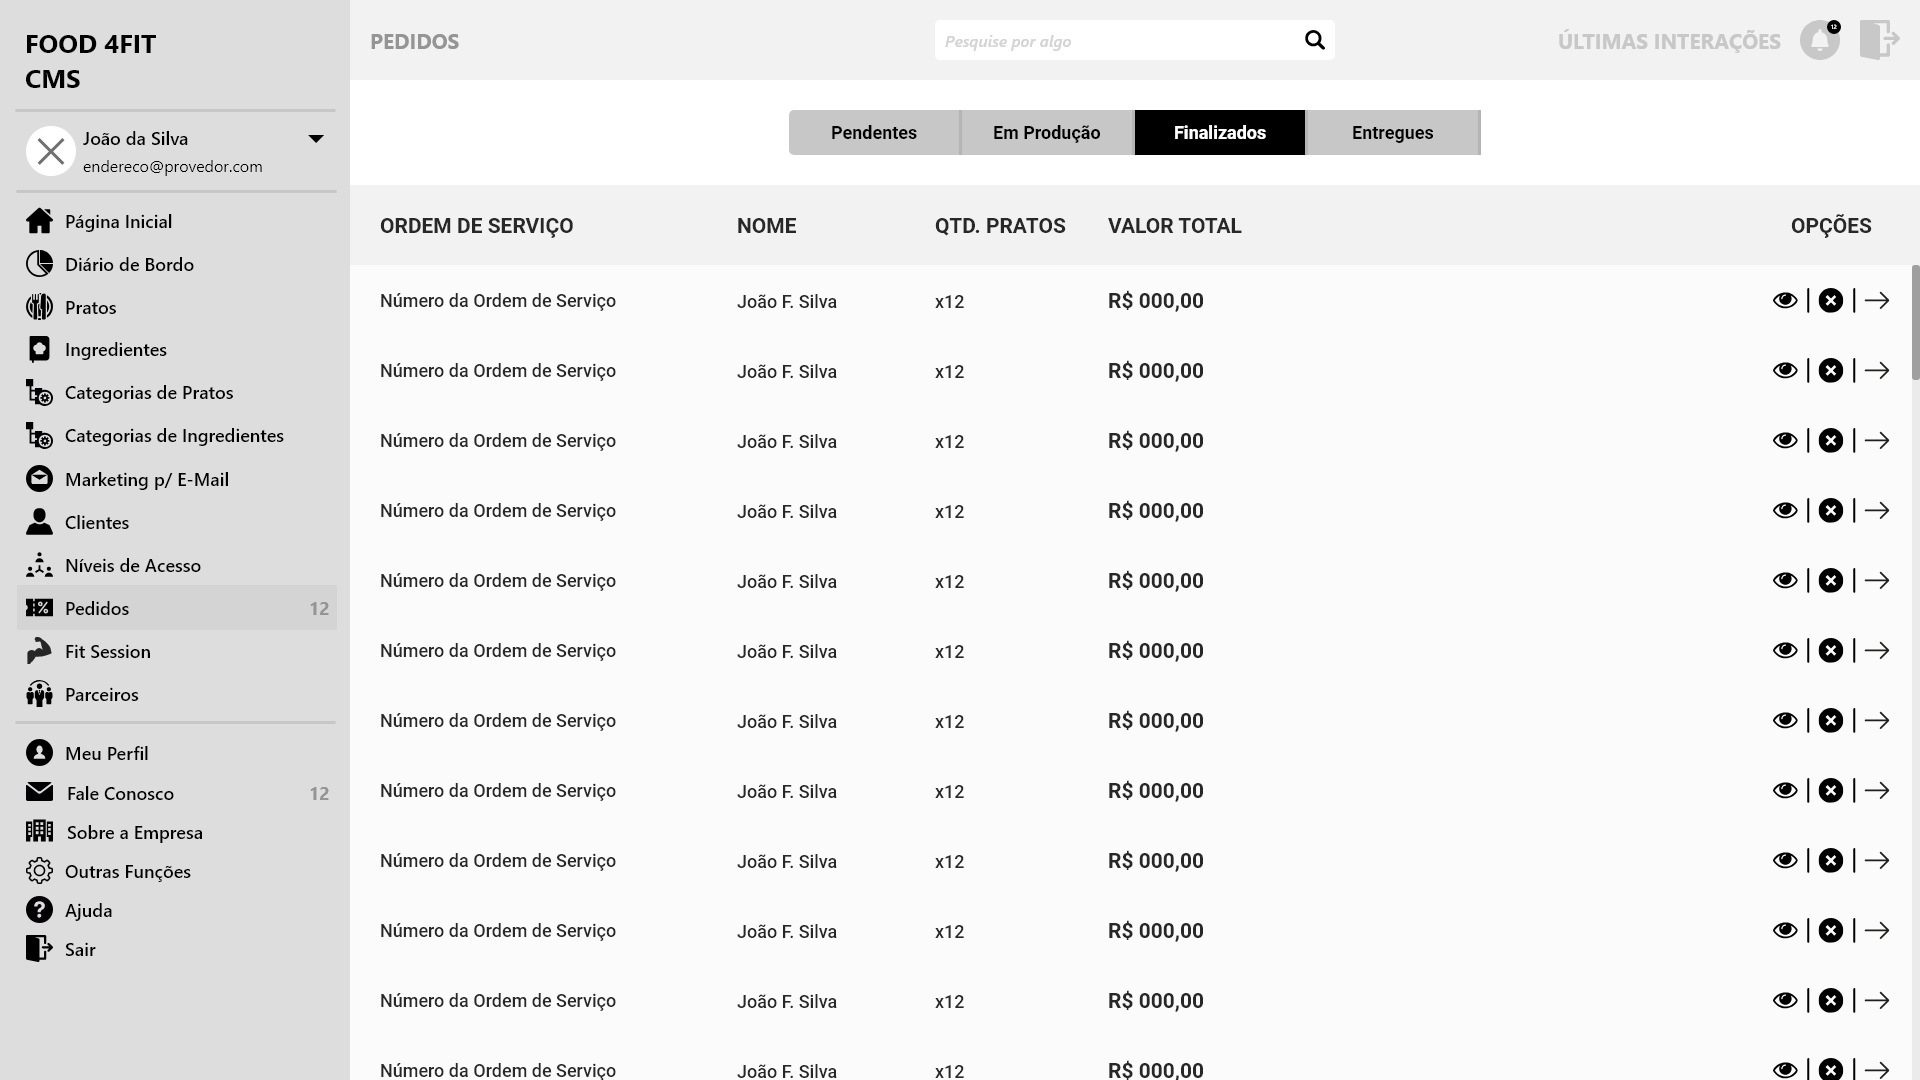 FOOD 4FIT
CMS
João da Silva
endereco@provedor.com
Página Inicial
Diário de Bordo
Pratos
Ingredientes
Categorias de Pratos
Categorias de Ingredientes
Marketing p/ E-Mail
Clientes
Níveis de Acesso
Pedidos 12
Fit Session
Parceiros
Meu Perfil
Fale Conosco 12
Sobre a Empresa
Outras Funções
Ajuda
Sair
PEDIDOS Pesquise por algo ÚLTIMAS INTERAÇÕES 12
Pendentes Em Produção Finalizados Entregues
ORDEM DE SERVIÇO NOME QTD. PRATOS VALOR TOTAL OPÇÕES
Número da Ordem de Serviço João F. Silva x12 R$ 000,00
Número da Ordem de Serviço João F. Silva x12 R$ 000,00
Número da Ordem de Serviço João F. Silva x12 R$ 000,00
Número da Ordem de Serviço João F. Silva x12 R$ 000,00
Número da Ordem de Serviço João F. Silva x12 R$ 000,00
Número da Ordem de Serviço João F. Silva x12 R$ 000,00
Número da Ordem de Serviço João F. Silva x12 R$ 000,00
Número da Ordem de Serviço João F. Silva x12 R$ 000,00
Número da Ordem de Serviço João F. Silva x12 R$ 000,00
Número da Ordem de Serviço João F. Silva x12 R$ 000,00
Número da Ordem de Serviço João F. Silva x12 R$ 000,00
Número da Ordem de Serviço João F. Silva x12 R$ 000,00